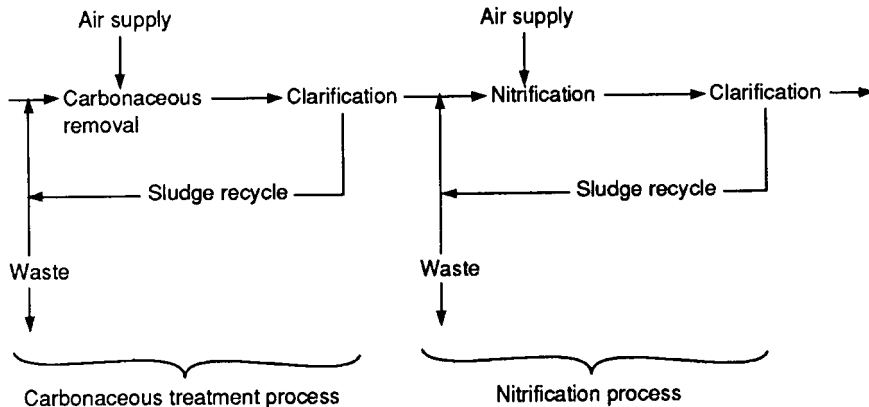 Air supply
Air supply
Carbonaceous
removal
Clarification
Nitrification
Clarification
Sludge recycle
Sludge recycle
Waste
Waste
Carbonaceous treatment process
Nitrification process